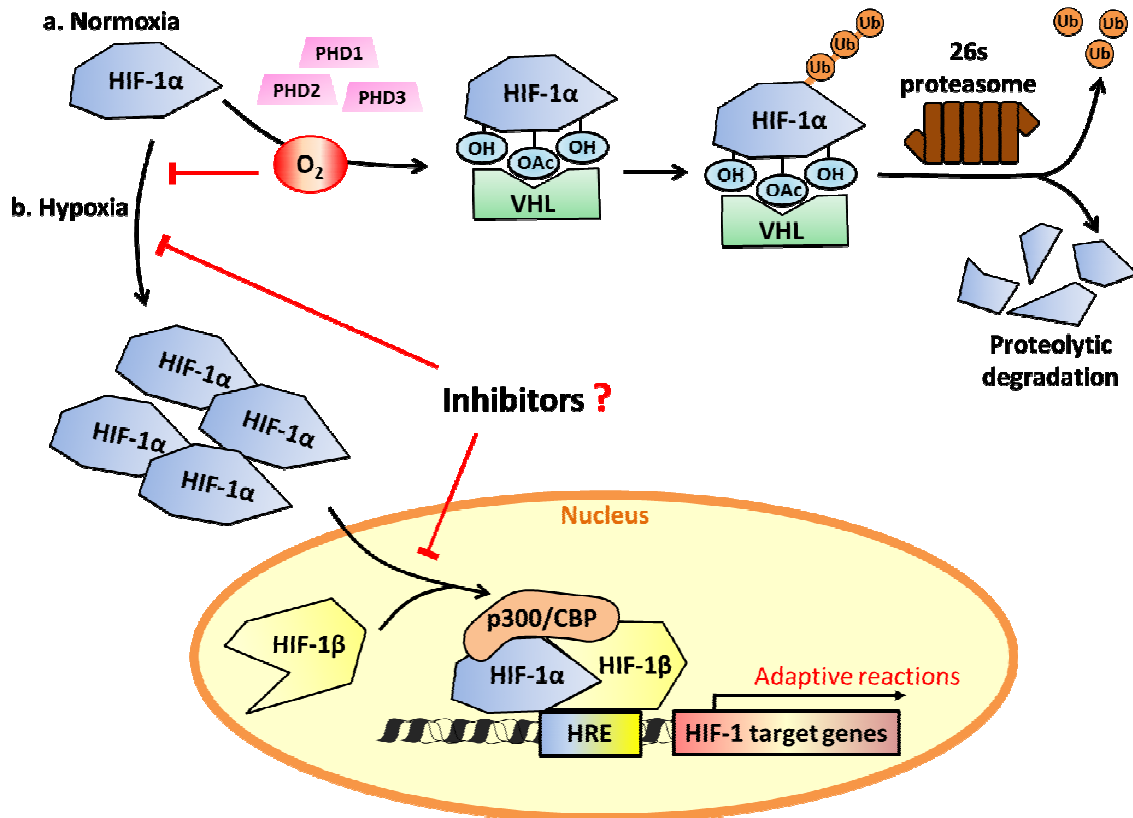 a. Normoxia
HIF-1α
PHD1
PHD2
PHD3
O2
HIF-1α
OH
OAc
OH
VHL
Ub
Ub
Ub
HIF-1α
OH
OAc
OH
VHL
26s
proteasome
Ub
Ub
Ub
Proteolytic
degradation
b. Hypoxia
HIF-1α
HIF-1α
HIF-1α
HIF-1α
Inhibitors ?
Nucleus
HIF-1β
p300/CBP
HIF-1α
HIF-1β
HRE
Adaptive reactions
HIF-1 target genes